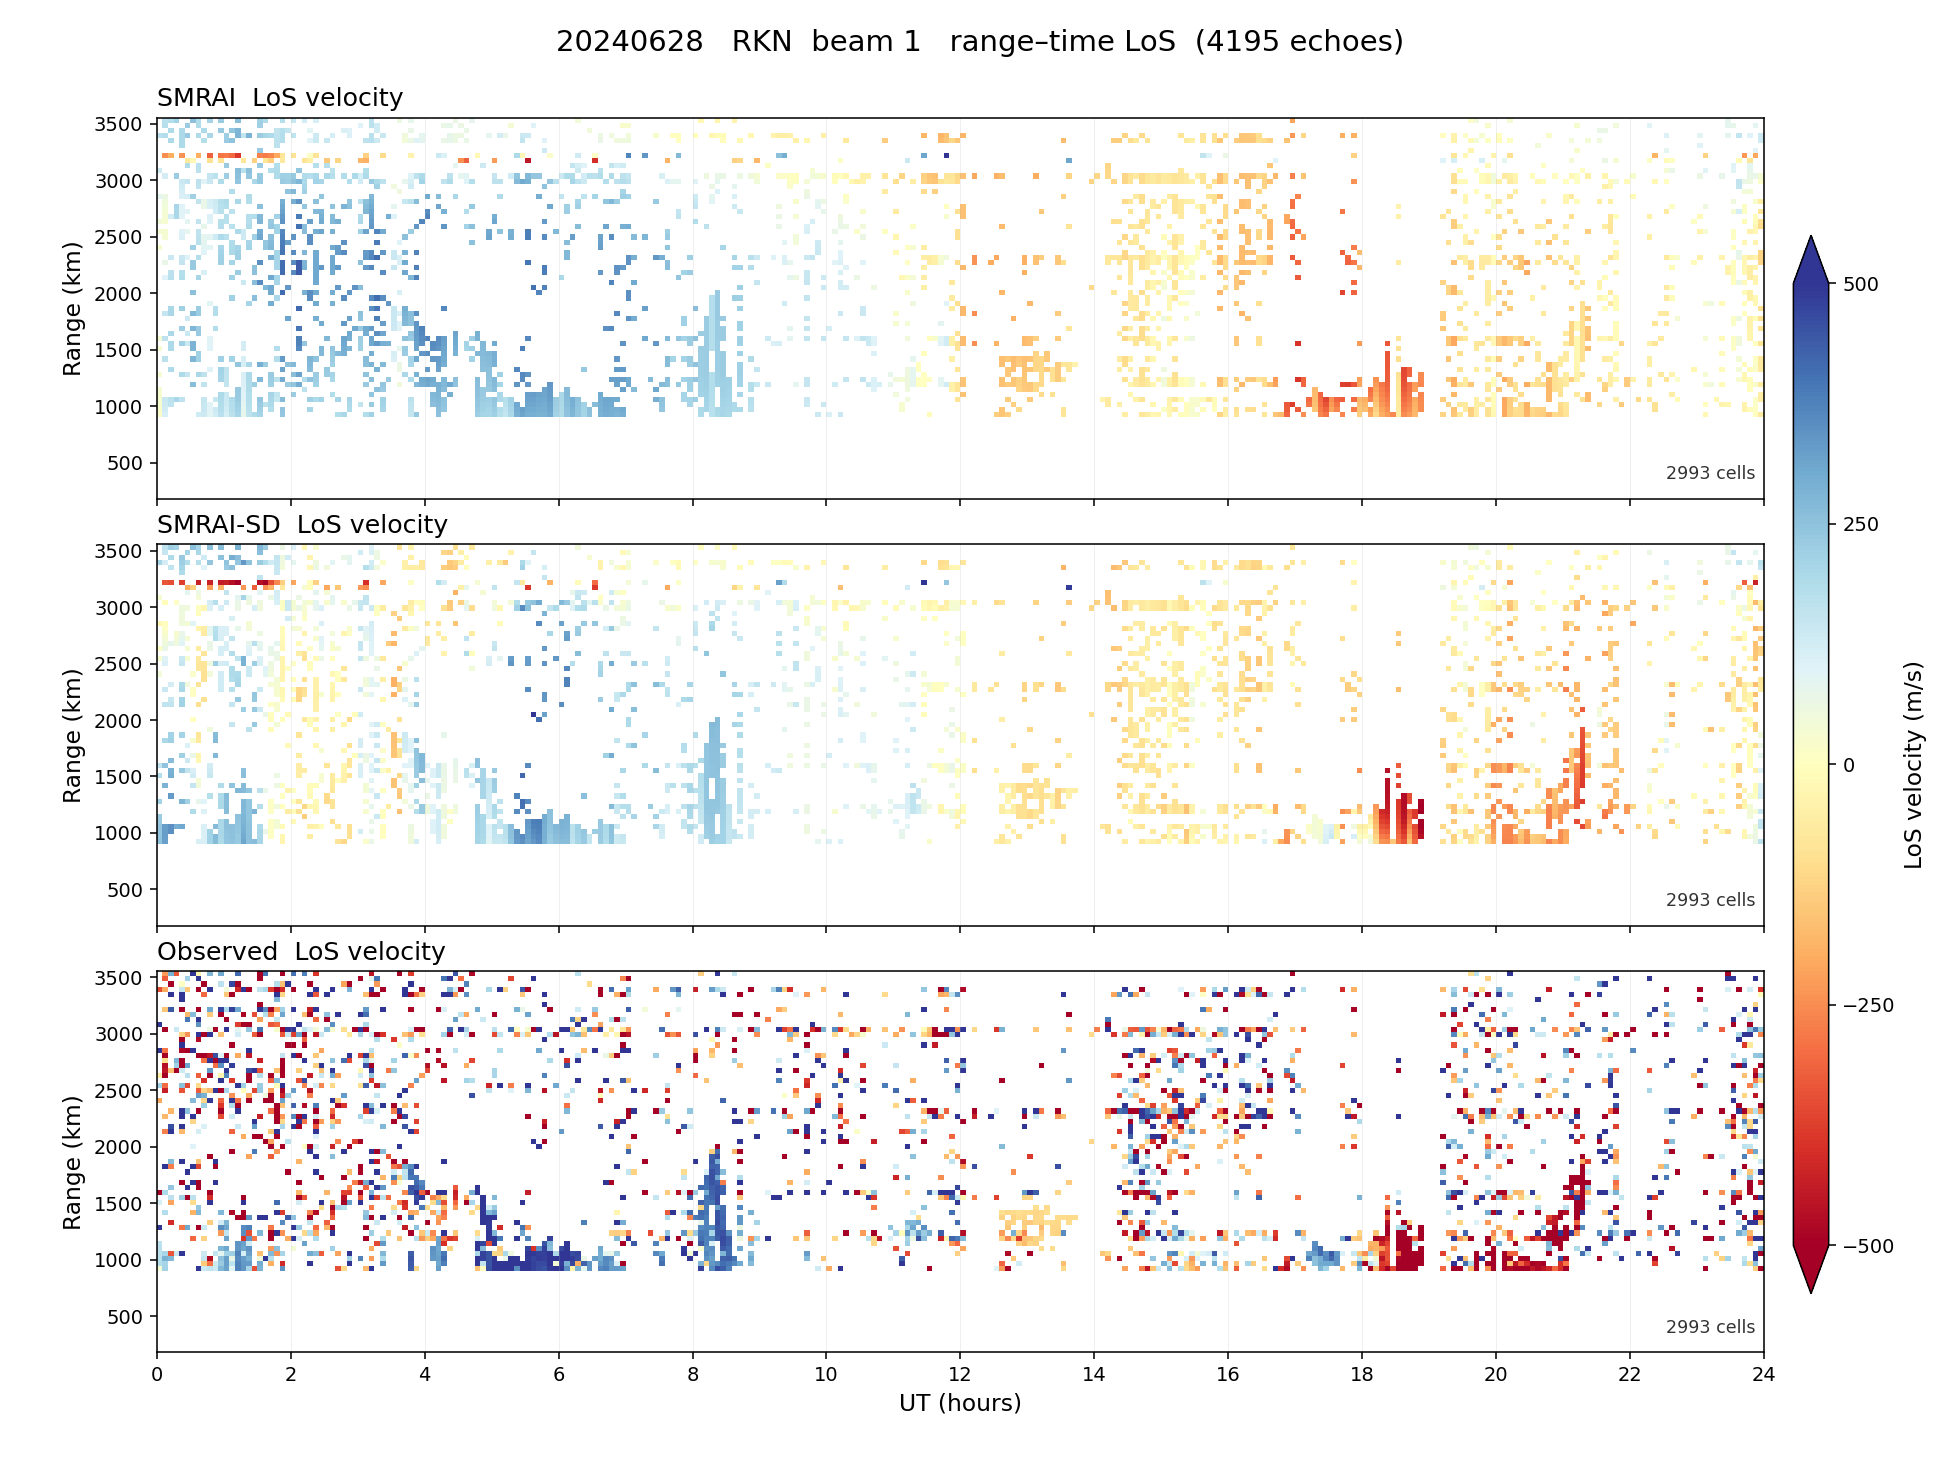 20240628   RKN  beam 1   range–time LoS  (4195 echoes)
SMRAI  LoS velocity
3500
3000
2500
2000
1500
1000
500
Range (km)
2993 cells
SMRAI-SD  LoS velocity
3500
3000
2500
2000
1500
1000
500
Range (km)
2993 cells
Observed  LoS velocity
3500
3000
2500
2000
1500
1000
500
Range (km)
2993 cells
0 2 4 6 8 10 12 14 16 18 20 22 24
UT (hours)
500
250
0
−250
−500
LoS velocity (m/s)